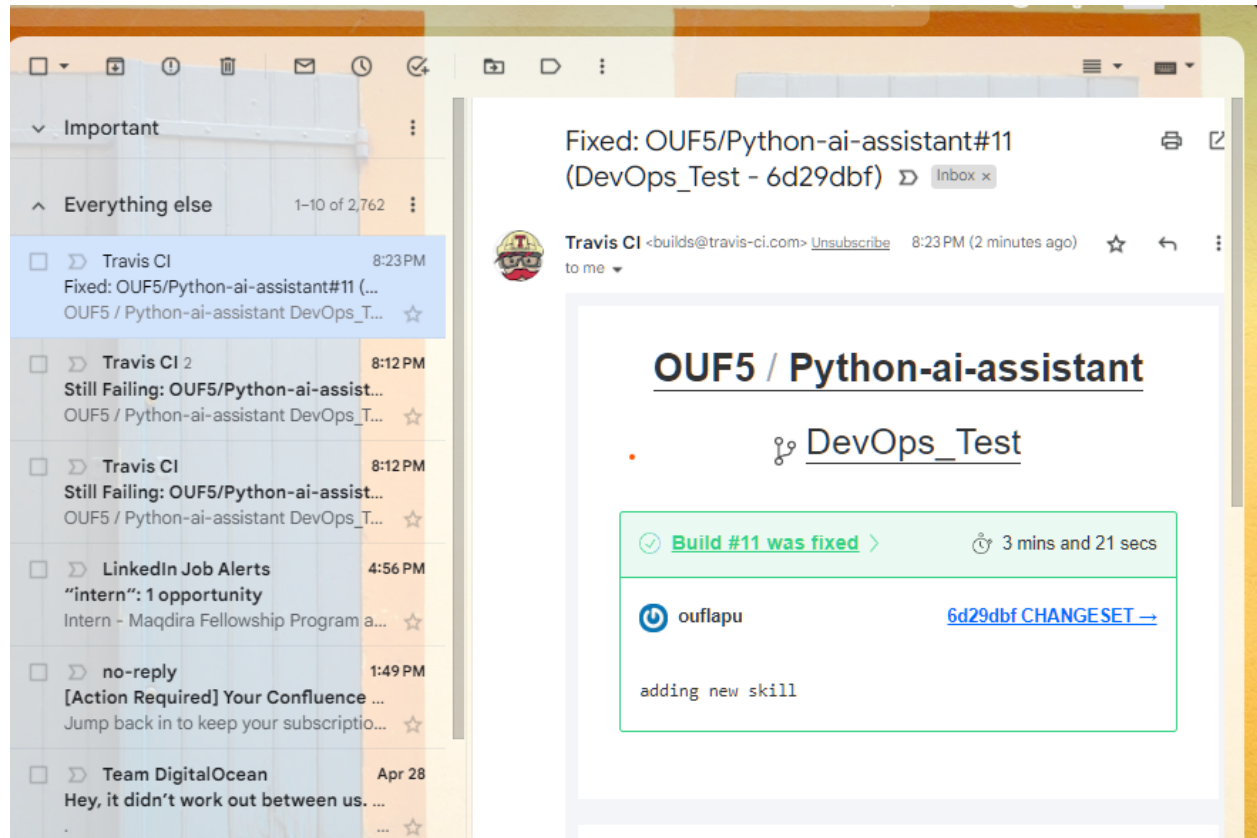 Important
Everything else
1–10 of 2,762
Travis CI
8:23 PM
Fixed: OUF5/Python-ai-assistant#11 (...
OUF5 / Python-ai-assistant DevOps_T...
Travis CI 2
8:12 PM
Still Failing: OUF5/Python-ai-assist...
OUF5 / Python-ai-assistant DevOps_T...
Travis CI
8:12 PM
Still Failing: OUF5/Python-ai-assist...
OUF5 / Python-ai-assistant DevOps_T...
LinkedIn Job Alerts
4:56 PM
“intern“: 1 opportunity
Intern - Maqdira Fellowship Program a...
no-reply
1:49 PM
[Action Required] Your Confluence ...
Jump back in to keep your subscriptio...
Team DigitalOcean
Apr 28
Hey, it didn’t work out between us. ...
. ...
Fixed: OUF5/Python-ai-assistant#11
(DevOps_Test - 6d29dbf)
Inbox ×
Travis CI <builds@travis-ci.com> Unsubscribe
8:23 PM (2 minutes ago)
to me
OUF5 / Python-ai-assistant
DevOps_Test
Build #11 was fixed
3 mins and 21 secs
ouflapu
6d29dbf CHANGESET →
adding new skill